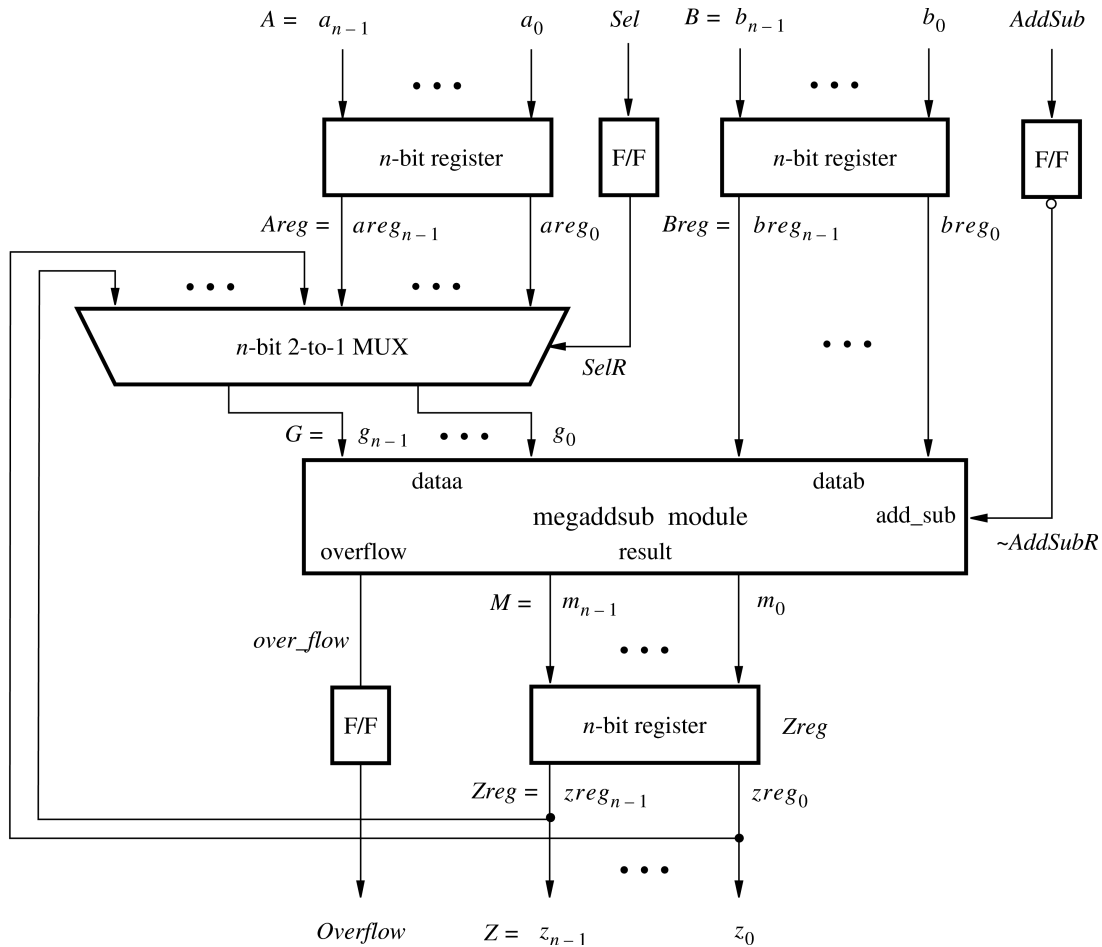 A = a_{n-1} a_0 Sel B = b_{n-1} b_0 AddSub
n-bit register F/F n-bit register F/F
Areg = areg_{n-1} areg_0 Breg = breg_{n-1} breg_0
n-bit 2-to-1 MUX
SelR
G = g_{n-1} g_0
dataa datab
megaddsub module add_sub
~AddSubR
overflow result
M = m_{n-1} m_0
over_flow
F/F n-bit register Zreg
Zreg = zreg_{n-1} zreg_0
Overflow Z = z_{n-1} z_0